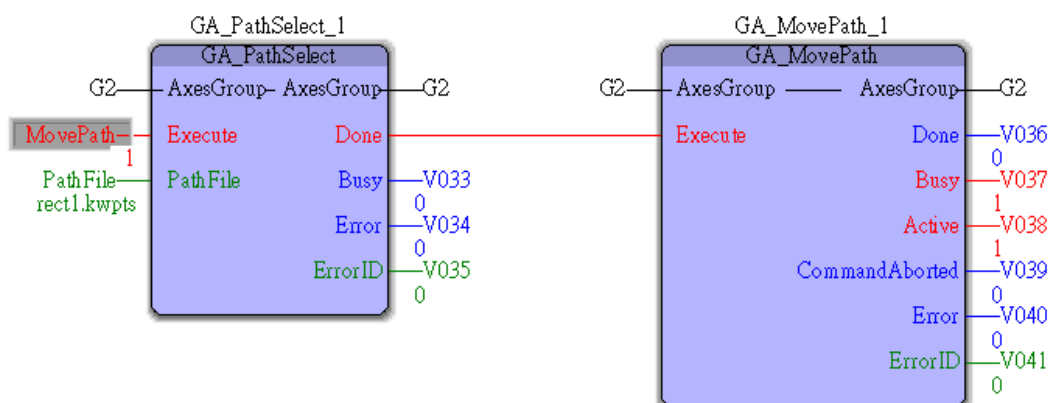 GA_PathSelect_1
GA_PathSelect
G2 AxesGroup AxesGroup G2
MovePath Execute Done
1
PathFile PathFile Busy V033
rect1.kwpts 0
Error V034
0
ErrorID V035
0
GA_MovePath_1
GA_MovePath
G2 AxesGroup AxesGroup G2
Execute Done V036
0
Busy V037
1
Active V038
1
CommandAborted V039
0
Error V040
0
ErrorID V041
0